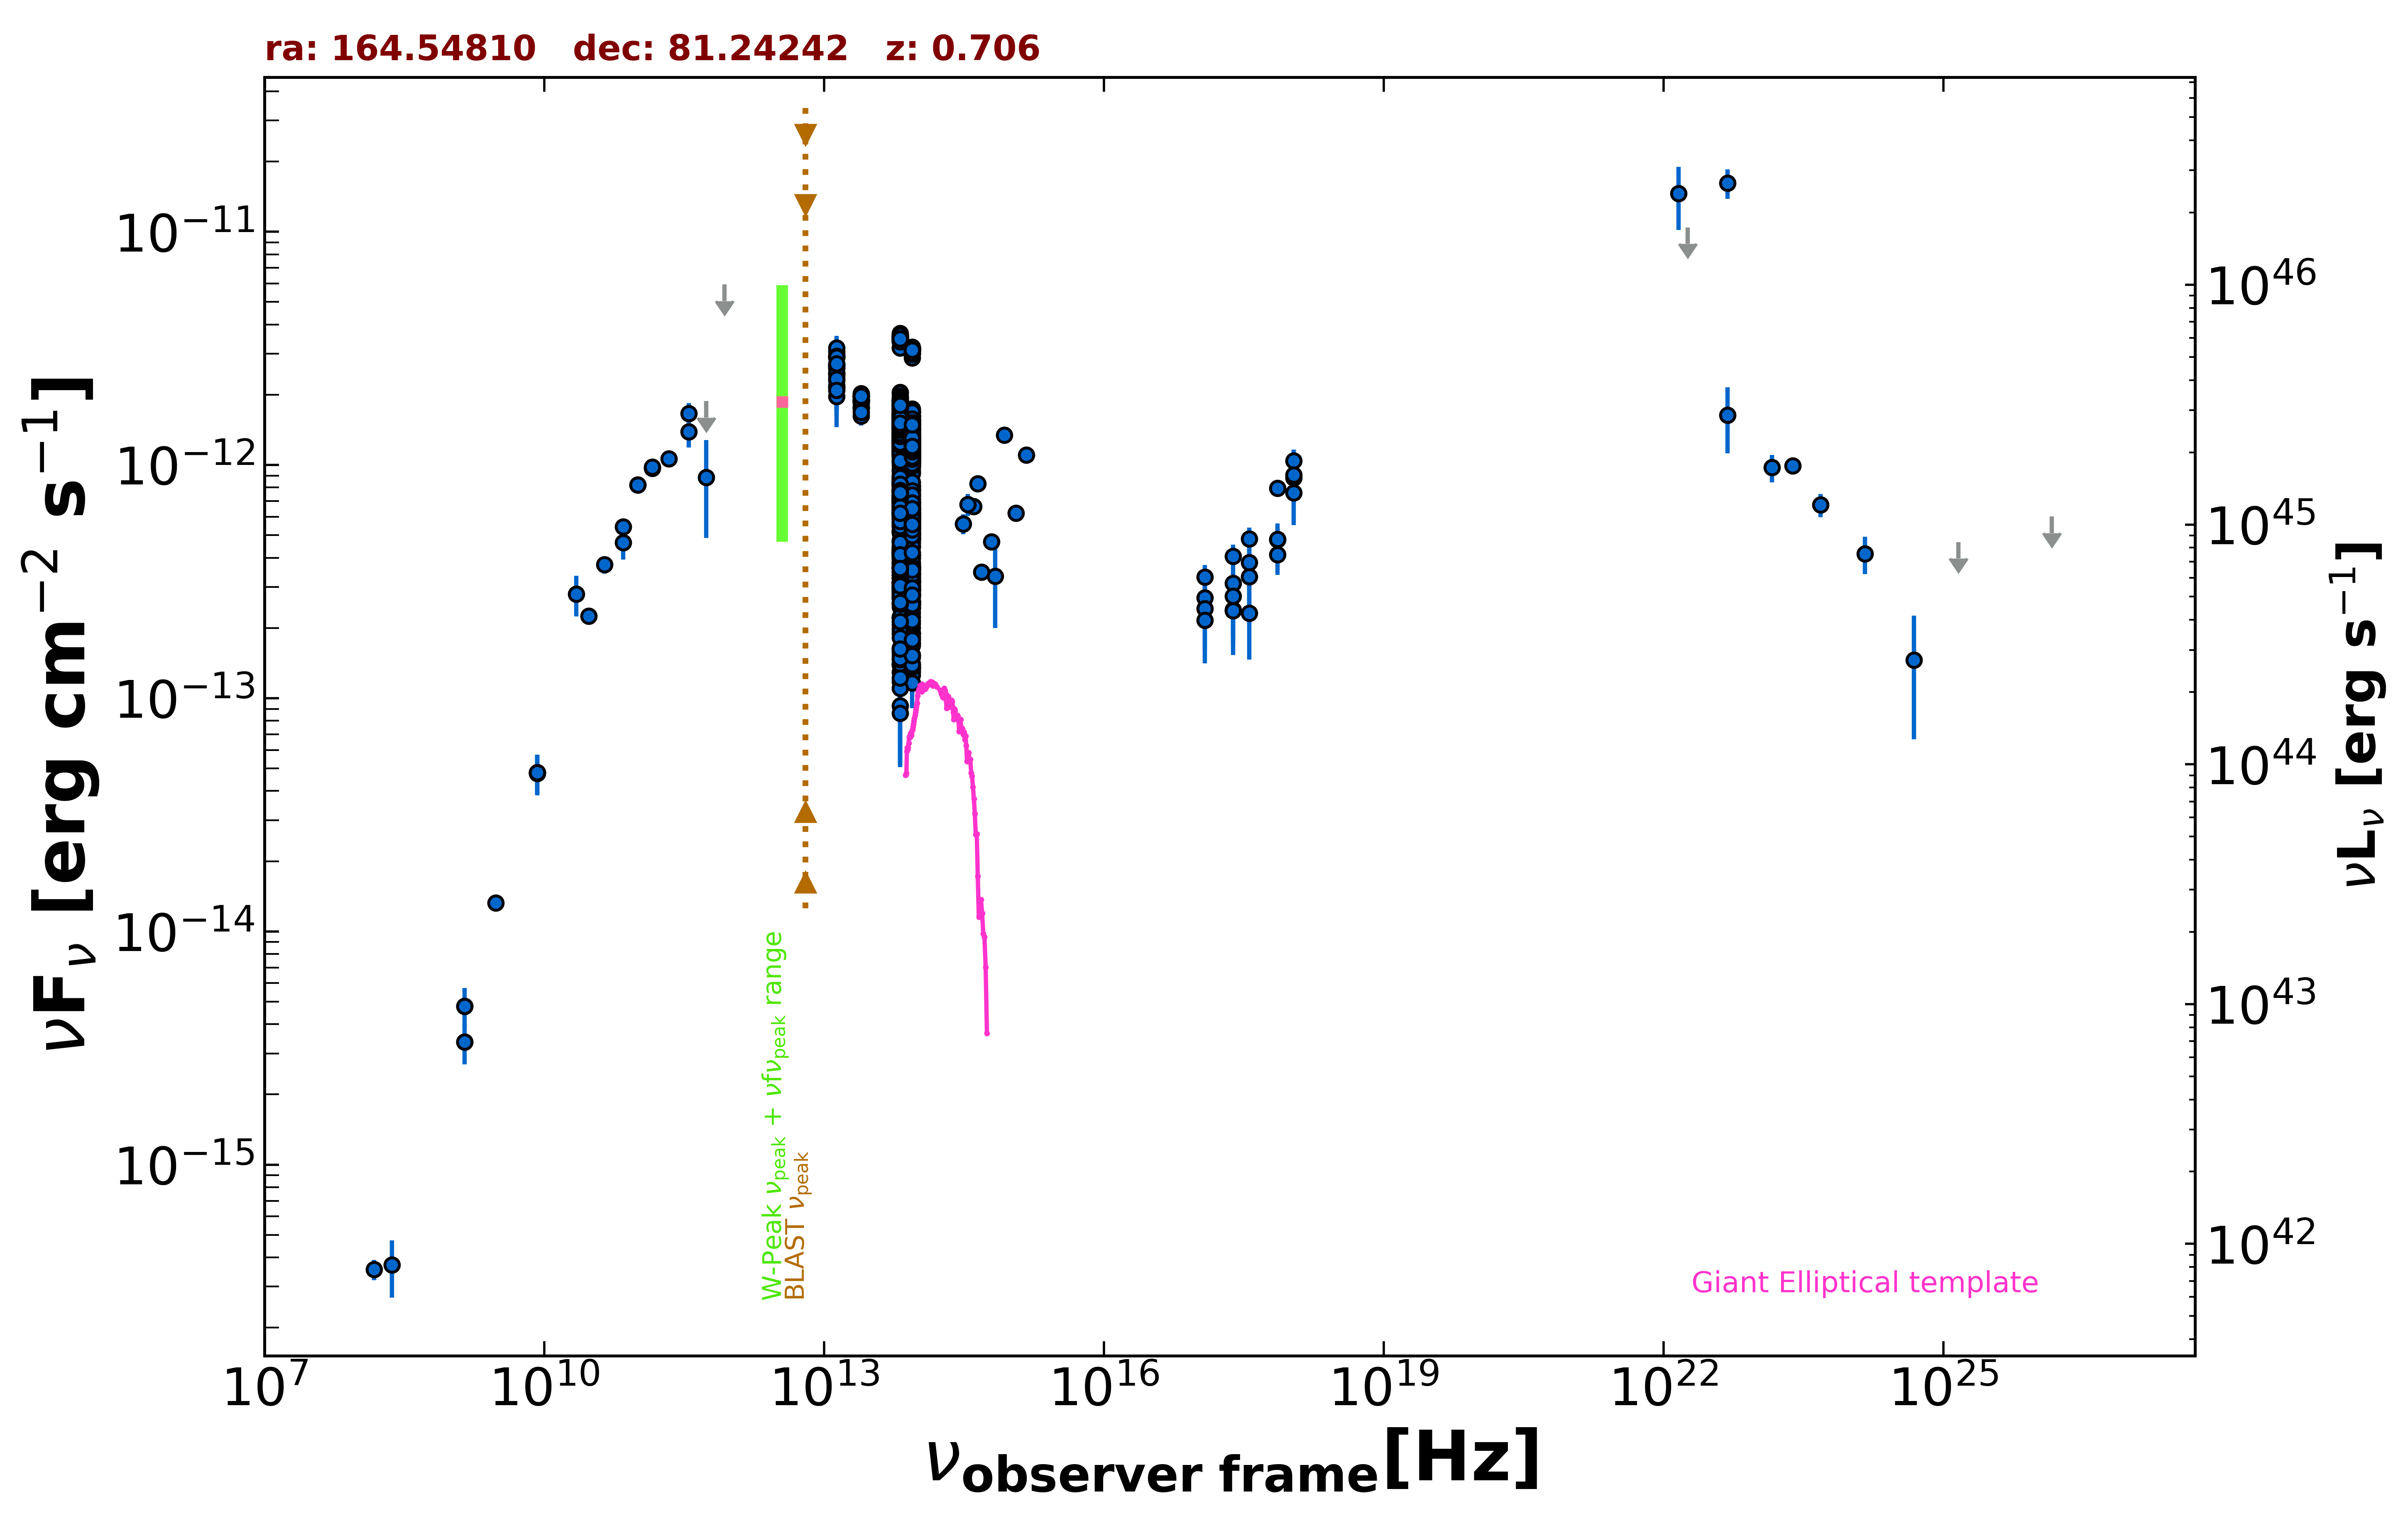 ra: 164.54810 dec: 81.24242 z: 0.706
νFν [erg cm⁻² s⁻¹]
10⁻¹¹
10⁻¹²
10⁻¹³
10⁻¹⁴
10⁻¹⁵
10⁴⁶
10⁴⁵
10⁴⁴
10⁴³
10⁴²
νLν [erg s⁻¹]
W-Peak νpeak + νfνpeak range
BLAST νpeak
Giant Elliptical template
10⁷ 10¹⁰ 10¹³ 10¹⁶ 10¹⁹ 10²² 10²⁵
νobserver frame[Hz]